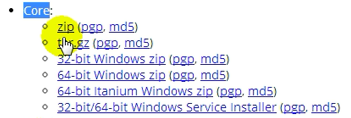 Core:
zip (pgp, md5)
tar.gz (pgp, md5)
32-bit Windows zip (pgp, md5)
64-bit Windows zip (pgp, md5)
64-bit Itanium Windows zip (pgp, md5)
32-bit/64-bit Windows Service Installer (pgp, md5)